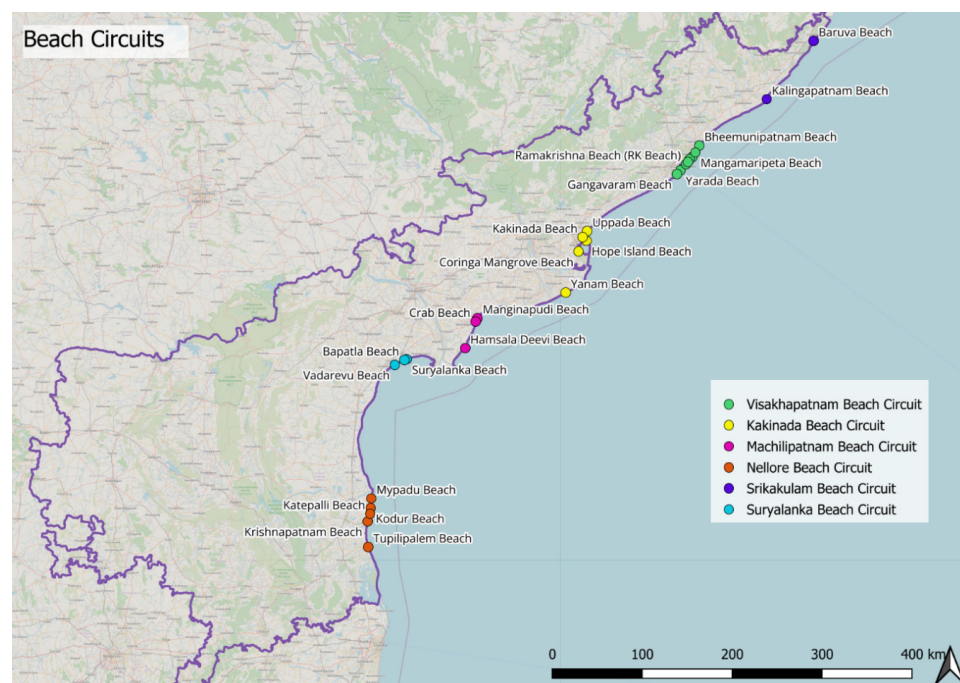 Beach Circuits
Baruva Beach
Kalingapatnam Beach
Bheemunipatnam Beach
Ramakrishna Beach (RK Beach)
Mangamaripeta Beach
Gangavaram Beach
Yarada Beach
Uppada Beach
Kakinada Beach
Hope Island Beach
Coringa Mangrove Beach
Yanam Beach
Crab Beach
Manginapudi Beach
Hamsala Deevi Beach
Bapatla Beach
Suryalanka Beach
Vadarevu Beach
Visakhapatnam Beach Circuit
Kakinada Beach Circuit
Machilipatnam Beach Circuit
Nellore Beach Circuit
Srikakulam Beach Circuit
Suryalanka Beach Circuit
Mypadu Beach
Katepalli Beach
Kodur Beach
Krishnapatnam Beach
Tupilipalem Beach
0 100 200 300 400 km